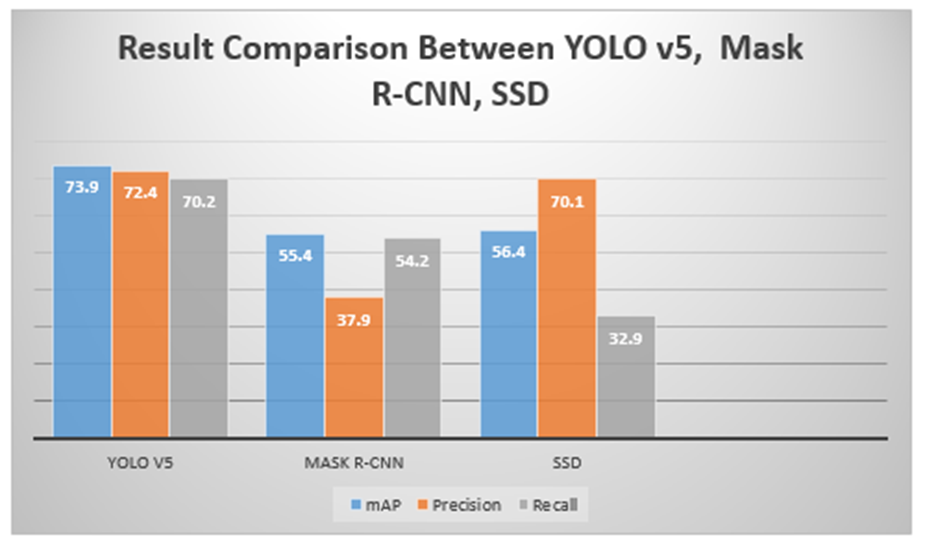 Result Comparison Between YOLO v5, Mask
R-CNN, SSD
73.9 72.4 70.2 55.4 37.9 54.2 56.4 70.1 32.9
YOLO V5 MASK R-CNN SSD
mAP Precision Recall